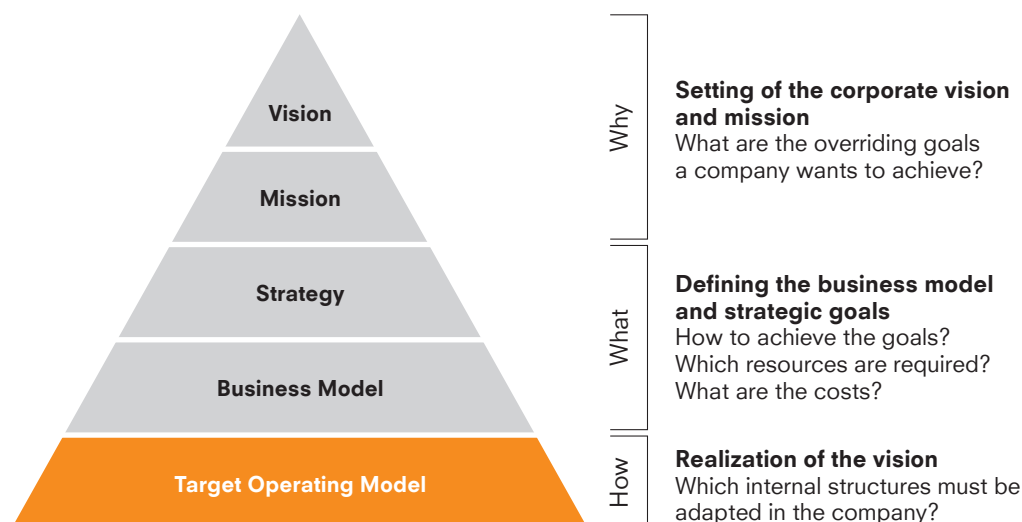 Vision
Mission
Strategy
Business Model
Target Operating Model
Why
Setting of the corporate vision
and mission
What are the overriding goals
a company wants to achieve?
What
Defining the business model
and strategic goals
How to achieve the goals?
Which resources are required?
What are the costs?
How
Realization of the vision
Which internal structures must be
adapted in the company?